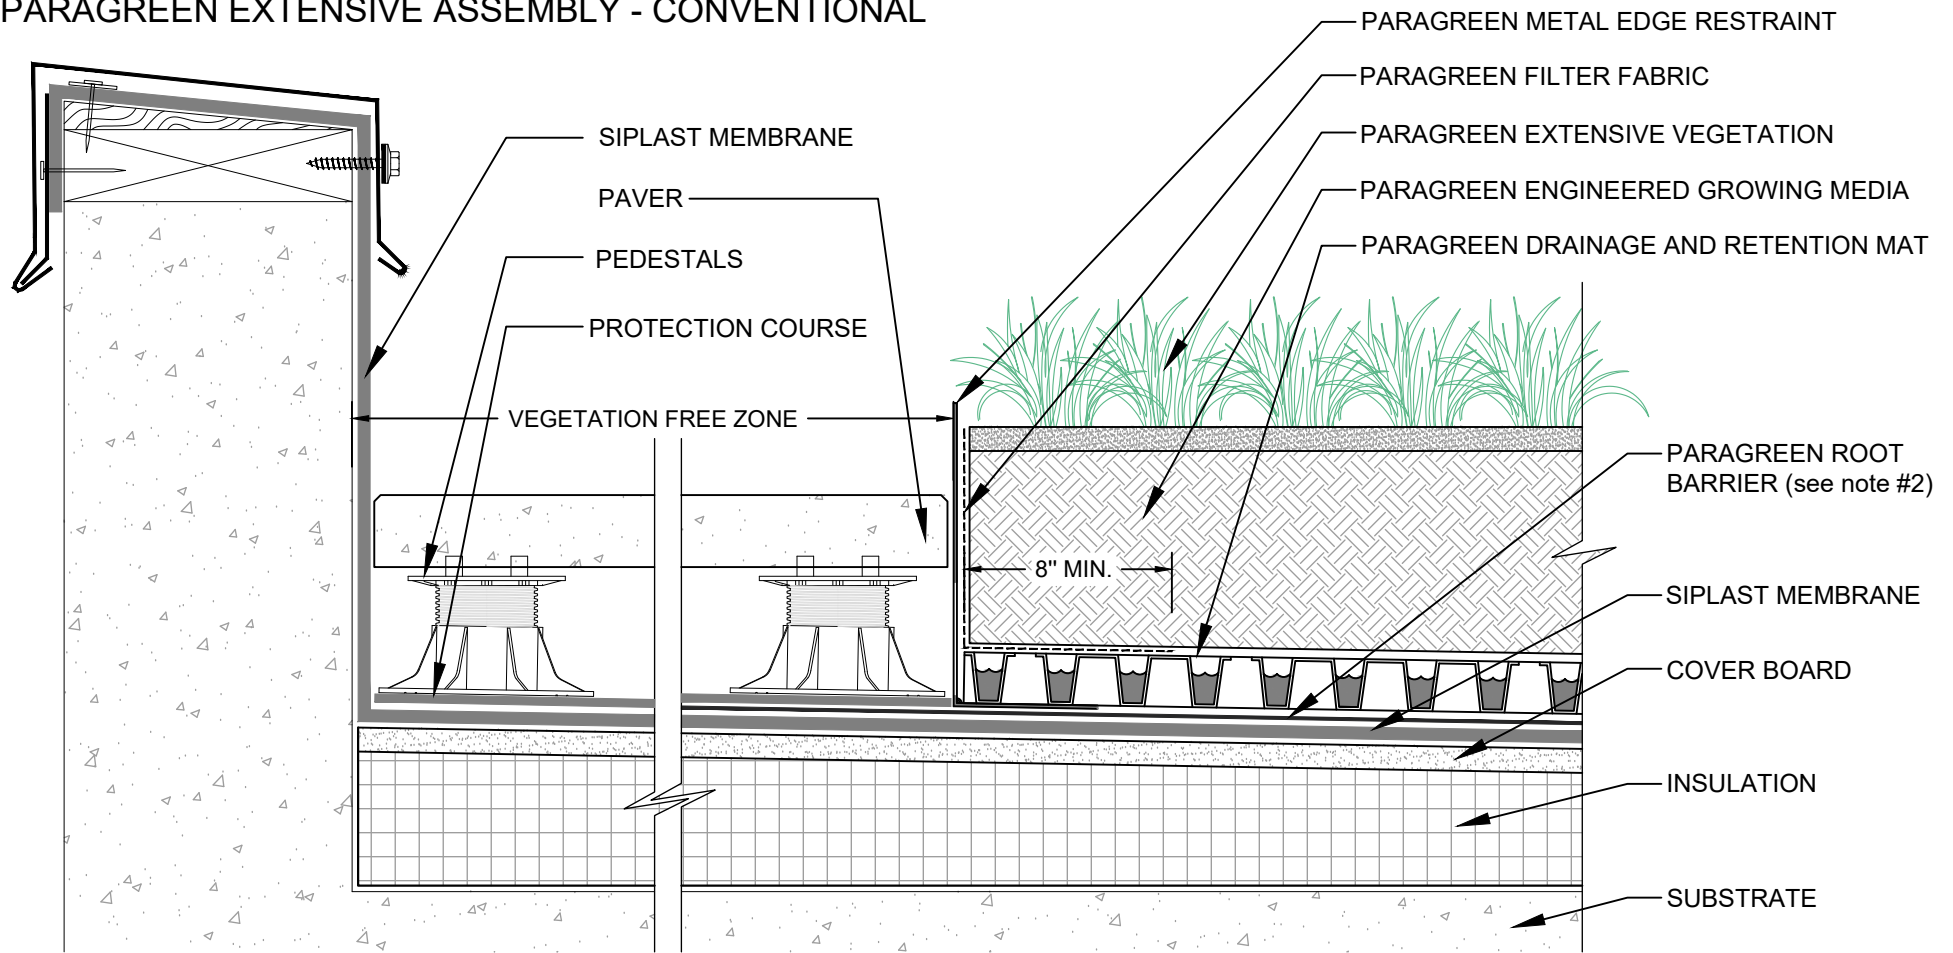 PARAGREEN EXTENSIVE ASSEMBLY - CONVENTIONAL
PARAGREEN METAL EDGE RESTRAINT
PARAGREEN FILTER FABRIC
PARAGREEN EXTENSIVE VEGETATION
PARAGREEN ENGINEERED GROWING MEDIA
PARAGREEN DRAINAGE AND RETENTION MAT
SIPLAST MEMBRANE
PAVER
PEDESTALS
PROTECTION COURSE
VEGETATION FREE ZONE
8" MIN.
PARAGREEN ROOT
BARRIER (see note #2)
SIPLAST MEMBRANE
COVER BOARD
INSULATION
SUBSTRATE